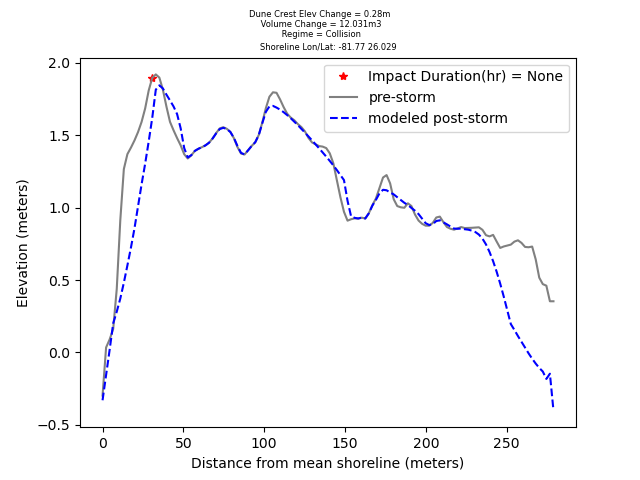 Dune Crest Elev Change = 0.28m
Volume Change = 12.031m3
Regime = Collision
Shoreline Lon/Lat: -81.77 26.029
Impact Duration(hr) = None
pre-storm
modeled post-storm
2.0
1.5
1.0
0.5
0.0
−0.5
Elevation (meters)
0
50
100
150
200
250
Distance from mean shoreline (meters)